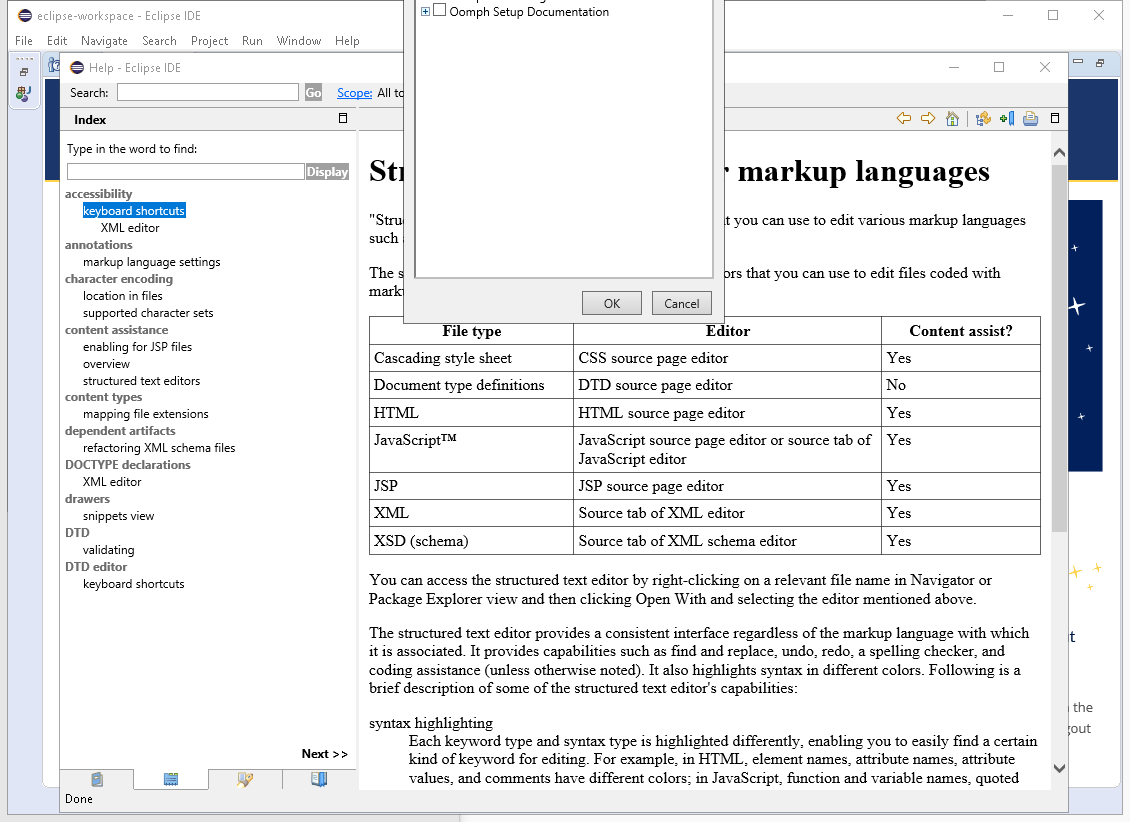 eclipse-workspace - Eclipse IDE
File Edit Navigate Search Project Run Window Help
Oomph Setup Documentation
OK Cancel
Help - Eclipse IDE
Search: Go Scope: All to
Index
Type in the word to find:
Display
accessibility
keyboard shortcuts
XML editor
annotations
markup language settings
character encoding
location in files
supported character sets
content assistance
enabling for JSP files
overview
structured text editors
content types
mapping file extensions
dependent artifacts
refactoring XML schema files
DOCTYPE declarations
XML editor
drawers
snippets view
DTD
validating
DTD editor
keyboard shortcuts
Next >>
Done
markup languages
t you can use to edit various markup languages
such
The s ors that you can use to edit files coded with
File type Editor Content assist?
Cascading style sheet CSS source page editor Yes
Document type definitions DTD source page editor No
HTML HTML source page editor Yes
JavaScript™ JavaScript source page editor or source tab of Yes
JavaScript editor
JSP JSP source page editor Yes
XML Source tab of XML editor Yes
XSD (schema) Source tab of XML schema editor Yes
You can access the structured text editor by right-clicking on a relevant file name in Navigator or
Package Explorer view and then clicking Open With and selecting the editor mentioned above.
The structured text editor provides a consistent interface regardless of the markup language with which
it is associated. It provides capabilities such as find and replace, undo, redo, a spelling checker, and
coding assistance (unless otherwise noted). It also highlights syntax in different colors. Following is a
brief description of some of the structured text editor's capabilities:
syntax highlighting
Each keyword type and syntax type is highlighted differently, enabling you to easily find a certain
kind of keyword for editing. For example, in HTML, element names, attribute names, attribute
values, and comments have different colors; in JavaScript, function and variable names, quoted
t
the
gout